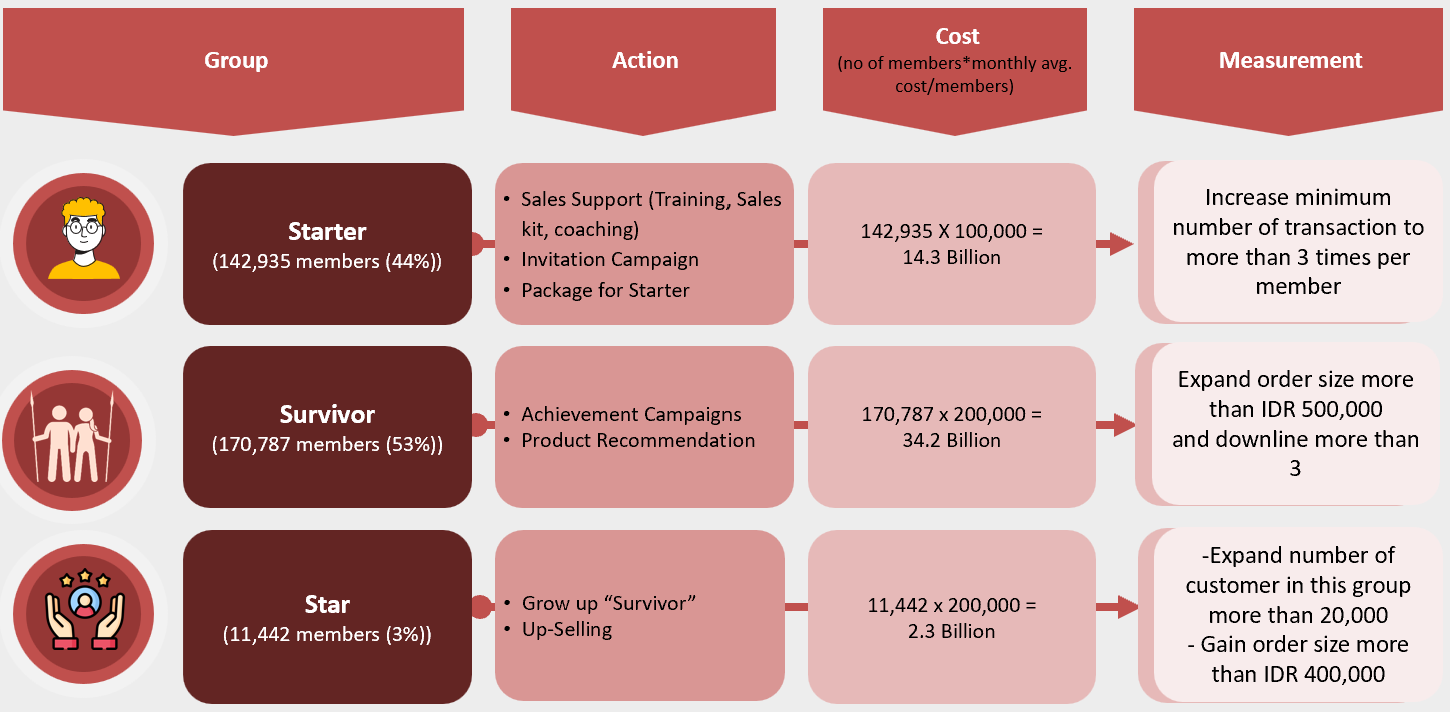 Group
Action
Cost
(no of members*monthly avg.
cost/members)
Measurement
Starter
(142,935 members (44%))
• Sales Support (Training, Sales
kit, coaching)
• Invitation Campaign
• Package for Starter
142,935 X 100,000 =
14.3 Billion
Increase minimum
number of transaction to
more than 3 times per
member
Survivor
(170,787 members (53%))
• Achievement Campaigns
• Product Recommendation
170,787 x 200,000 =
34.2 Billion
Expand order size more
than IDR 500,000
and downline more than
3
Star
(11,442 members (3%))
• Grow up “Survivor”
• Up-Selling
11,442 x 200,000 =
2.3 Billion
-Expand number of
customer in this group
more than 20,000
- Gain order size more
than IDR 400,000